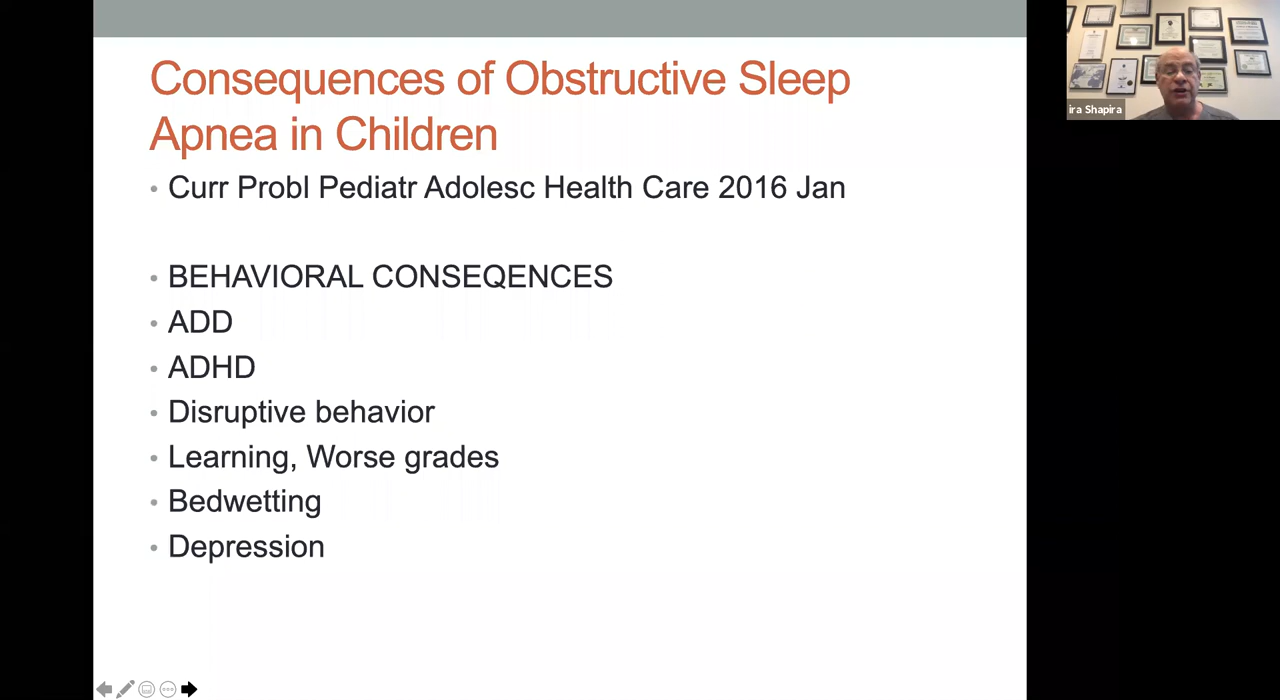 Consequences of Obstructive Sleep
Apnea in Children
• Curr Probl Pediatr Adolesc Health Care 2016 Jan
• BEHAVIORAL CONSEQENCES
• ADD
• ADHD
• Disruptive behavior
• Learning, Worse grades
• Bedwetting
• Depression
ira Shapira